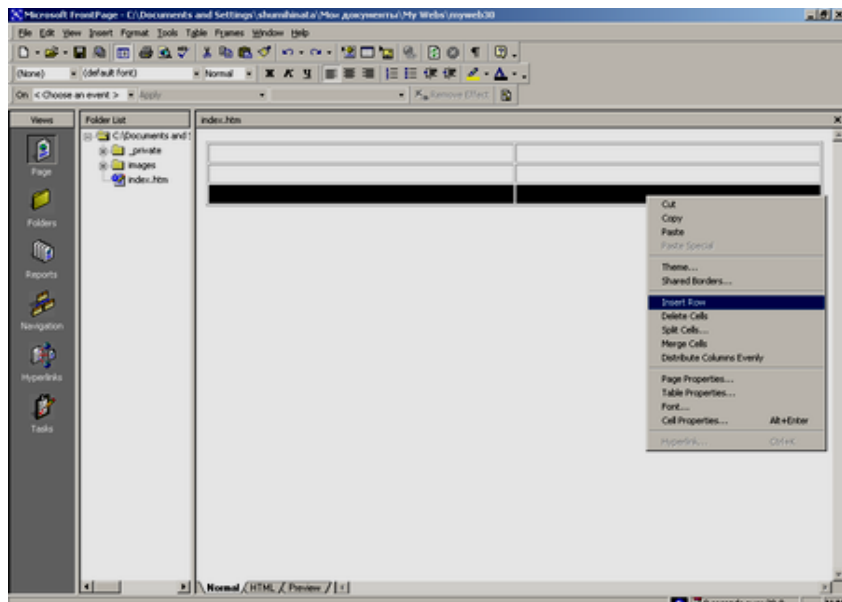 Microsoft FrontPage - C:\Documents and Settings\shumihinata\Мои документы\My Webs\myweb30
File Edit View Insert Format Tools Table Frames Window Help
(None) (default font) Normal Ж К Ч
On < Choose an event > Apply Remove Effect
Views Folder List index.htm
C:\Documents and S
_private
images
index.htm
Page
Folders
Reports
Navigation
Hyperlinks
Tasks
Cut
Copy
Paste
Paste Special
Theme...
Shared Borders...
Insert Row
Delete Cells
Split Cells...
Merge Cells
Distribute Columns Evenly
Page Properties...
Table Properties...
Font...
Cell Properties... Alt+Enter
Hyperlink... Ctrl+K
Normal HTML Preview